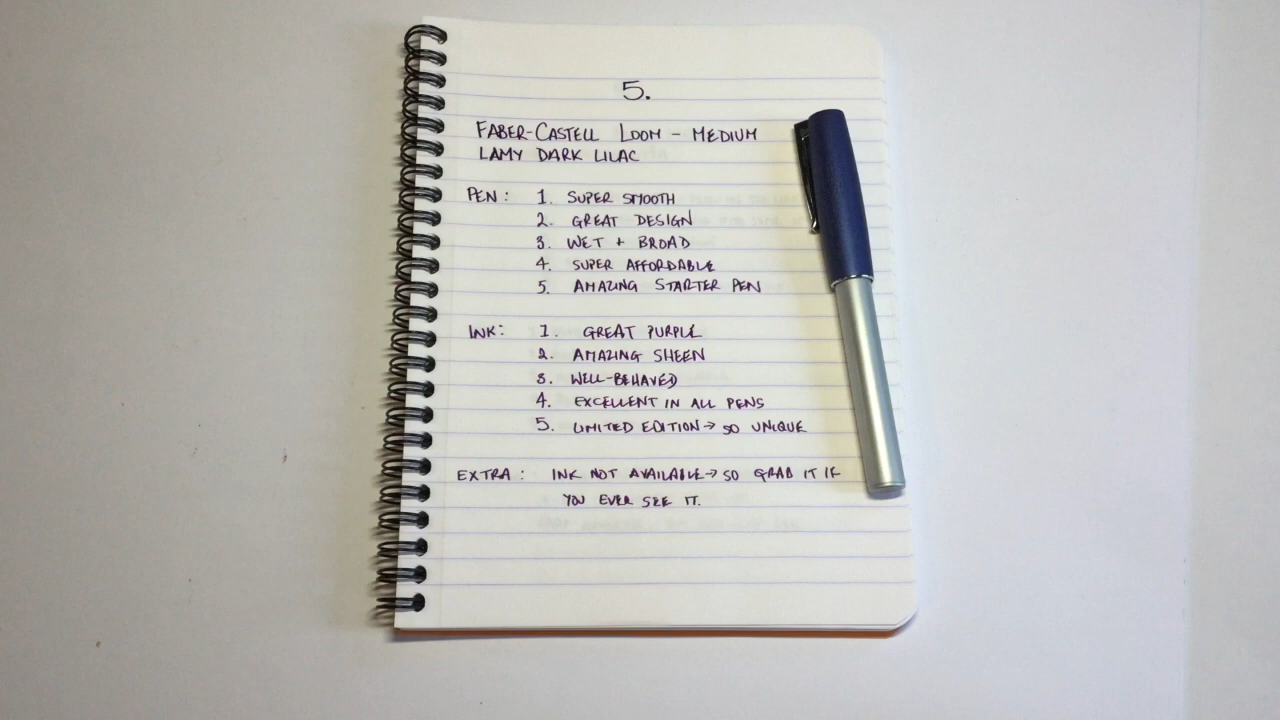 5.
FABER-CASTELL LOOM - MEDIUM
LAMY DARK LILAC
PEN: 1. SUPER SMOOTH
2. GREAT DESIGN
3. WET + BROAD
4. SUPER AFFORDABLE
5. AMAZING STARTER PEN
INK: 1. GREAT PURPLE
2. AMAZING SHEEN
3. WELL-BEHAVED
4. EXCELLENT IN ALL PENS
5. LIMITED EDITION → SO UNIQUE
EXTRA: INK NOT AVAILABLE → SO GRAB IT IF
YOU EVER SEE IT.